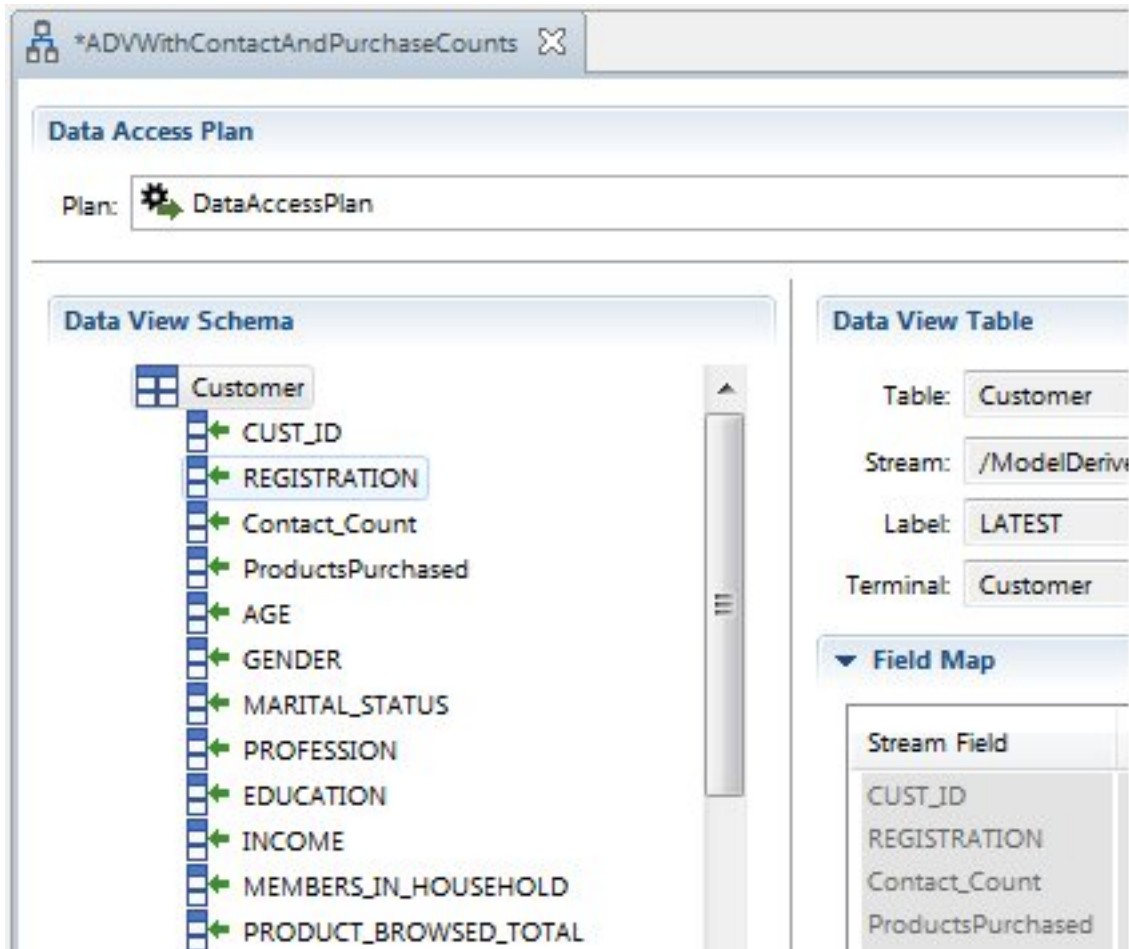 *ADVWithContactAndPurchaseCounts
Data Access Plan
Plan: DataAccessPlan
Data View Schema
Customer
CUST_ID
REGISTRATION
Contact_Count
ProductsPurchased
AGE
GENDER
MARITAL_STATUS
PROFESSION
EDUCATION
INCOME
MEMBERS_IN_HOUSEHOLD
PRODUCT_BROWSED_TOTAL
Data View Table
Table: Customer
Stream: /ModelDerive
Label: LATEST
Terminal: Customer
Field Map
Stream Field
CUST_ID
REGISTRATION
Contact_Count
ProductsPurchased